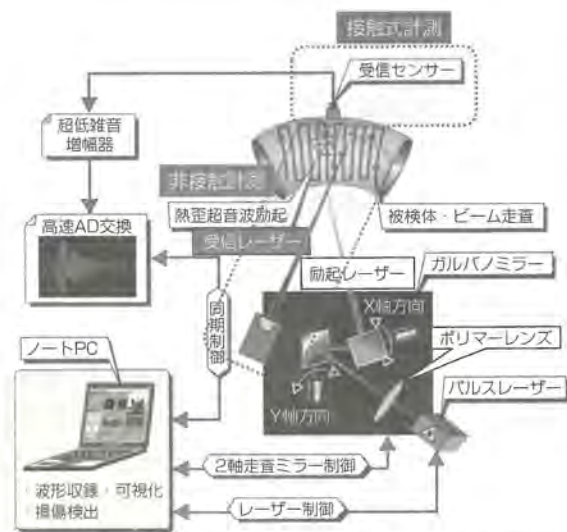 接触式計測
受信センサー
超低雑音
増幅器
非接触計測
熱歪超音波励起
被検体・ビーム走査
高速AD交換
受信レーザー
励起レーザー
ガルバノミラー
X軸方向
同期制御
ポリマーレンズ
ノートPC
Y軸方向
パルスレーザー
2軸走査ミラー制御
・波形収録・可視化
・損傷検出
レーザー制御